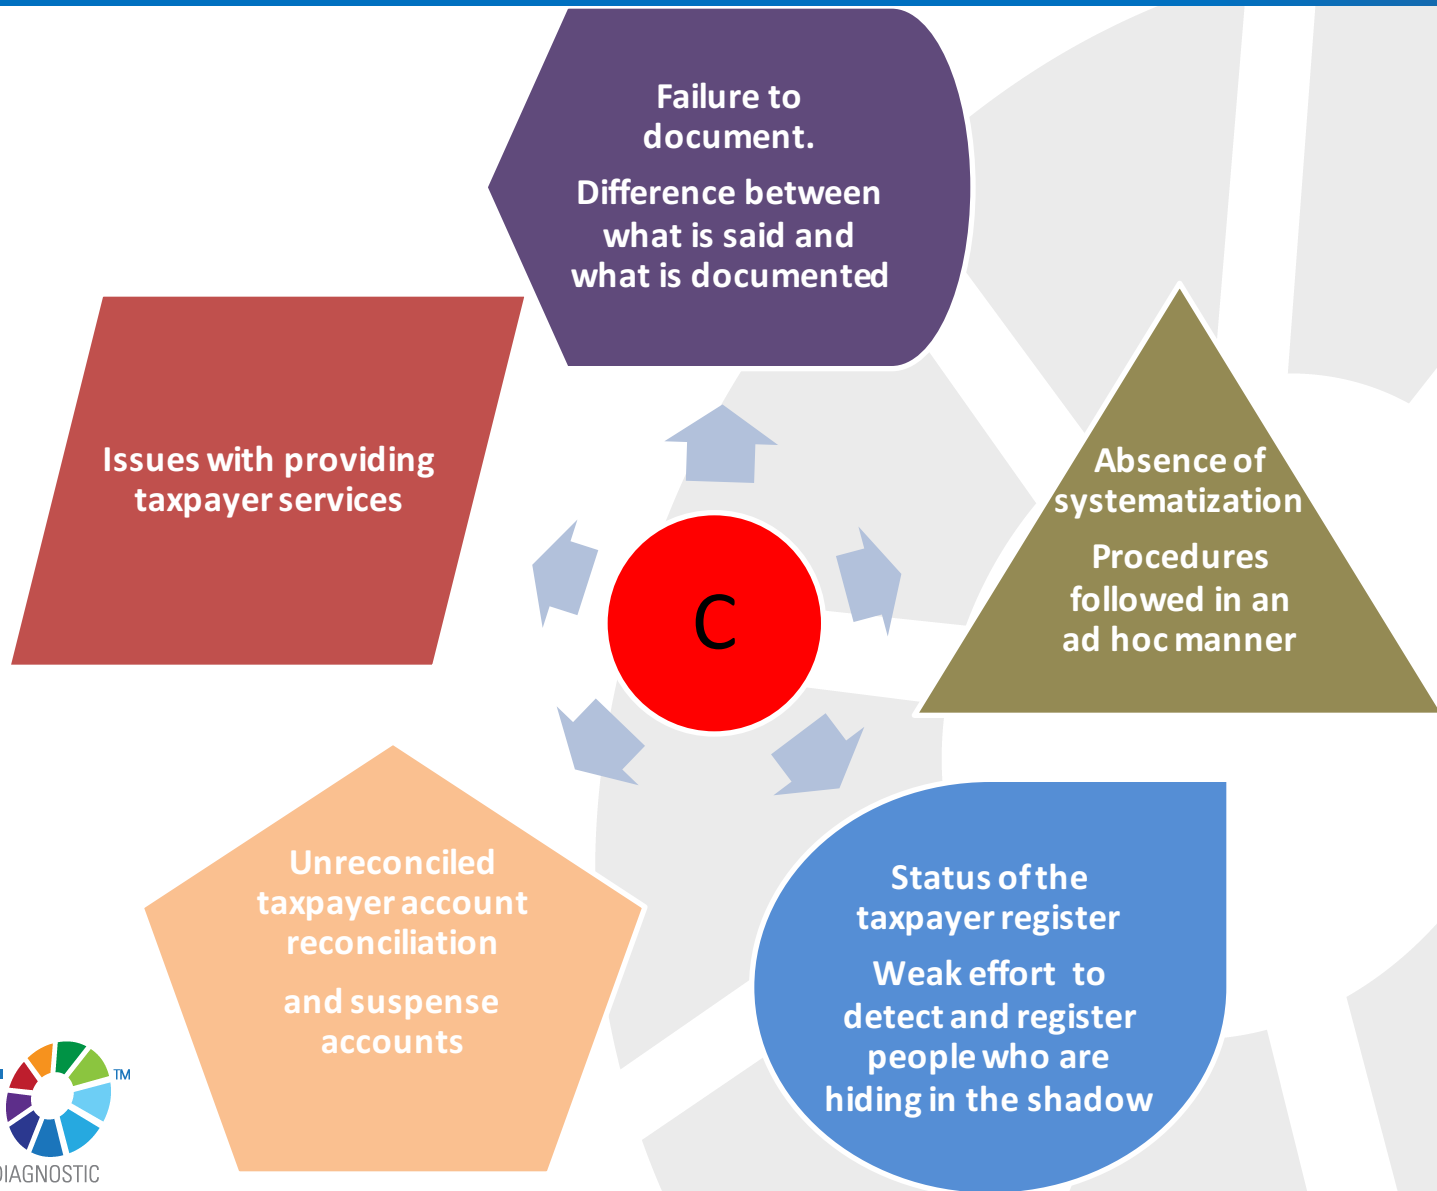 Failure to
document.
Difference between
what is said and
what is documented
Issues with providing
taxpayer services
Absence of
systematization
Procedures
followed in an
ad hoc manner
C
Unreconciled
taxpayer account
reconciliation
and suspense
accounts
Status of the
taxpayer register
Weak effort to
detect and register
people who are
hiding in the shadow
TM
DIAGNOSTIC